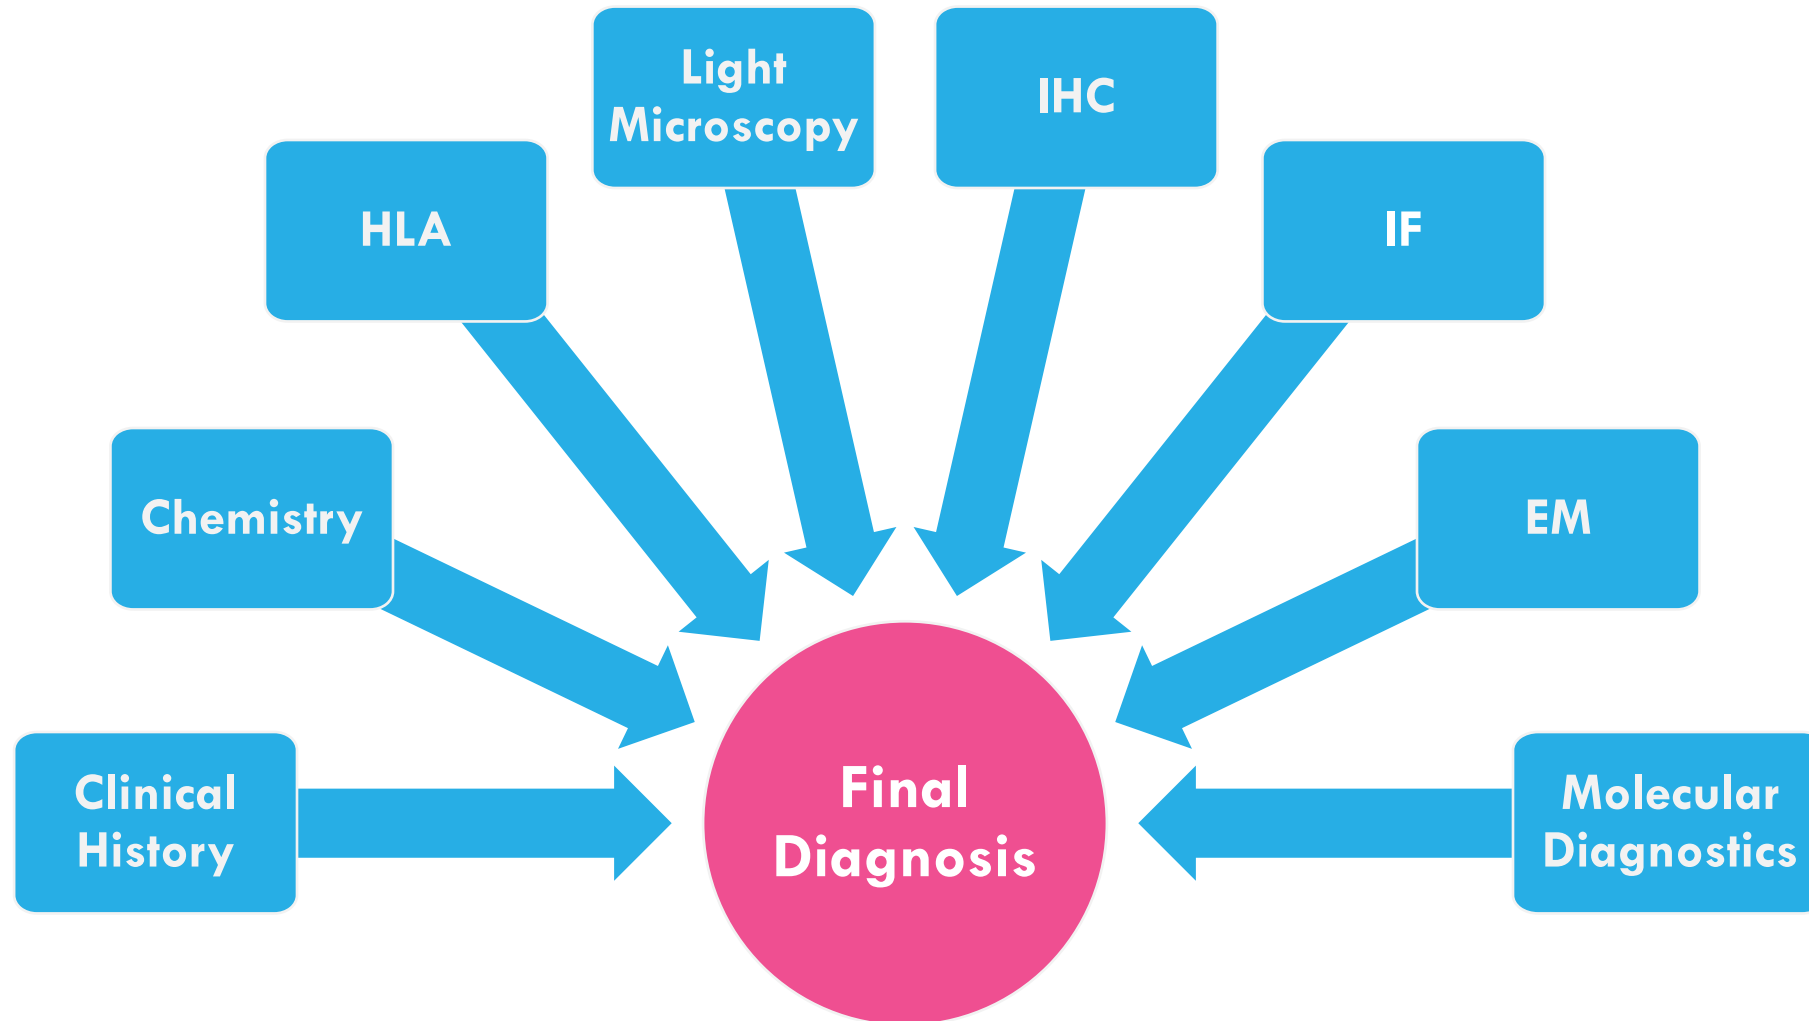 Light
Microscopy
IHC
HLA
IF
Chemistry
EM
Clinical
History
Final
Diagnosis
Molecular
Diagnostics